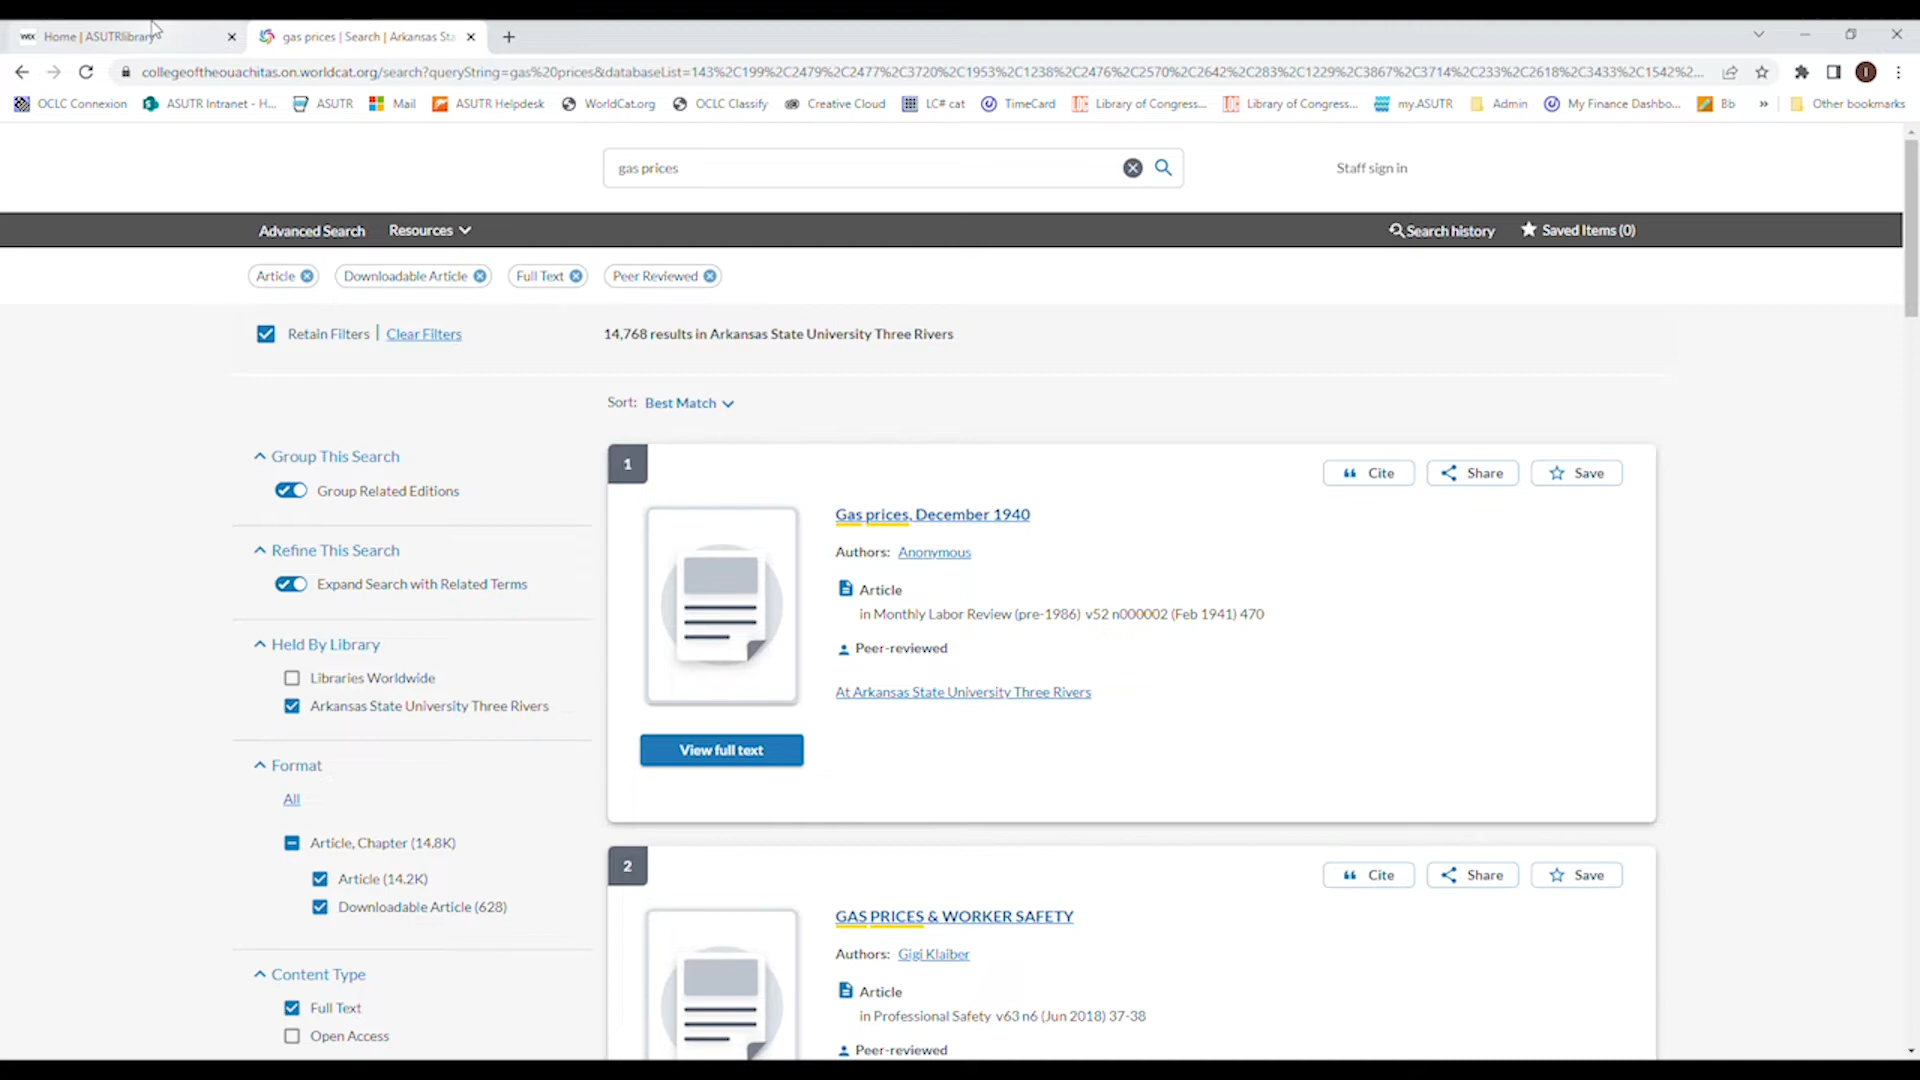 WIX Home | ASUTRlibrary
gas prices | Search | Arkansas Sta
collegeoftheouachitas.on.worldcat.org/search?queryString=gas%20prices&databaseList=143%2C199%2C2479%2C2477%2C3720%2C1953%2C1238%2C2476%2C2570%2C2642%2C283%2C1229%2C3867%2C3714%2C233%2C2618%2C3433%2C1542%2C...
OCLC Connexion ASUTR Intranet - H... ASUTR Mail ASUTR Helpdesk WorldCat.org OCLC Classify Creative Cloud LC# cat TimeCard Library of Congress... Library of Congress... my.ASUTR Admin My Finance Dashbo... Bb » Other bookmarks
gas prices
Staff sign in
Advanced Search Resources Search history Saved Items (0)
Article Downloadable Article Full Text Peer Reviewed
Retain Filters | Clear Filters
14,768 results in Arkansas State University Three Rivers
Sort: Best Match
Group This Search
Group Related Editions
Refine This Search
Expand Search with Related Terms
Held By Library
Libraries Worldwide
Arkansas State University Three Rivers
Format
All
Article, Chapter (14.8K)
Article (14.2K)
Downloadable Article (628)
Content Type
Full Text
Open Access
1
Cite Share Save
Gas prices, December 1940
Authors: Anonymous
Article
in Monthly Labor Review (pre-1986) v52 n000002 (Feb 1941) 470
Peer-reviewed
At Arkansas State University Three Rivers
View full text
2
Cite Share Save
GAS PRICES & WORKER SAFETY
Authors: Gigi Klaiber
Article
in Professional Safety v63 n6 (Jun 2018) 37-38
Peer-reviewed